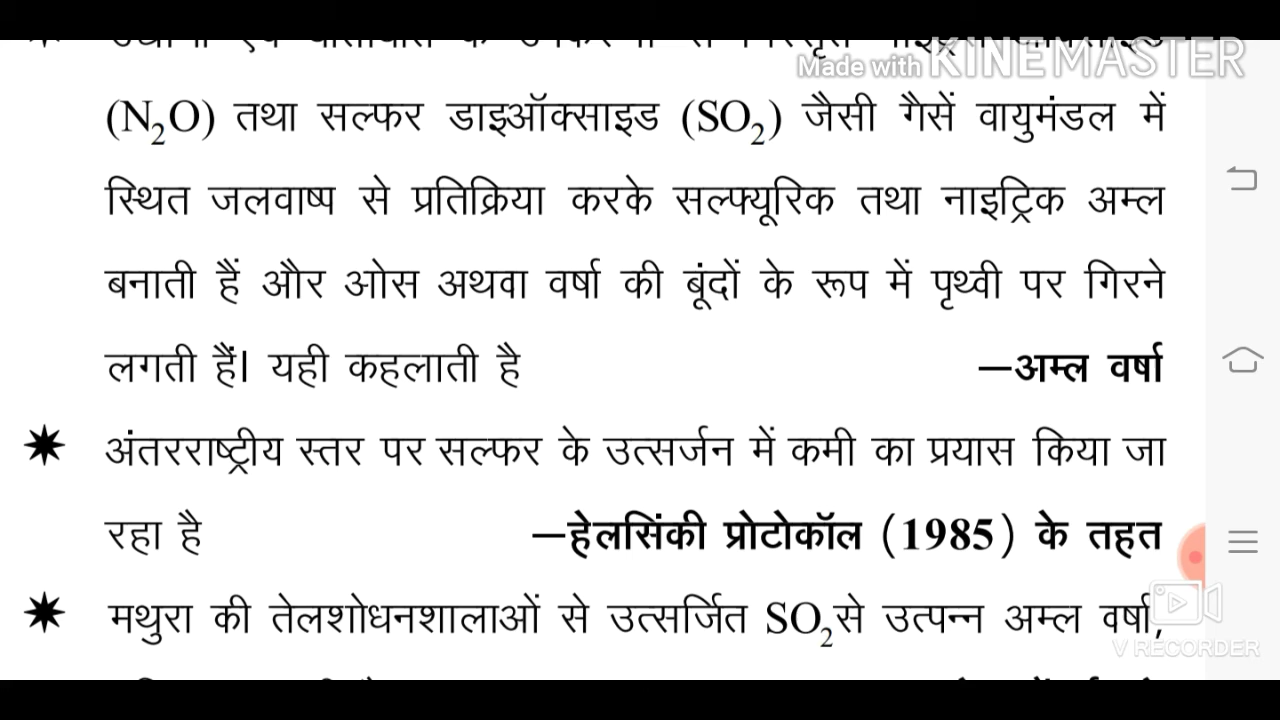 Made with KINEMASTER
(N₂O) तथा सल्फर डाइऑक्साइड (SO₂) जैसी गैसें वायुमंडल में
स्थित जलवाष्प से प्रतिक्रिया करके सल्फ्यूरिक तथा नाइट्रिक अम्ल
बनाती हैं और ओस अथवा वर्षा की बूंदों के रूप में पृथ्वी पर गिरने
लगती हैं। यही कहलाती है —अम्ल वर्षा
✷ अंतरराष्ट्रीय स्तर पर सल्फर के उत्सर्जन में कमी का प्रयास किया जा
रहा है —हेलसिंकी प्रोटोकॉल (1985) के तहत
✷ मथुरा की तेलशोधनशालाओं से उत्सर्जित SO₂से उत्पन्न अम्ल वर्षा,
V RECORDER